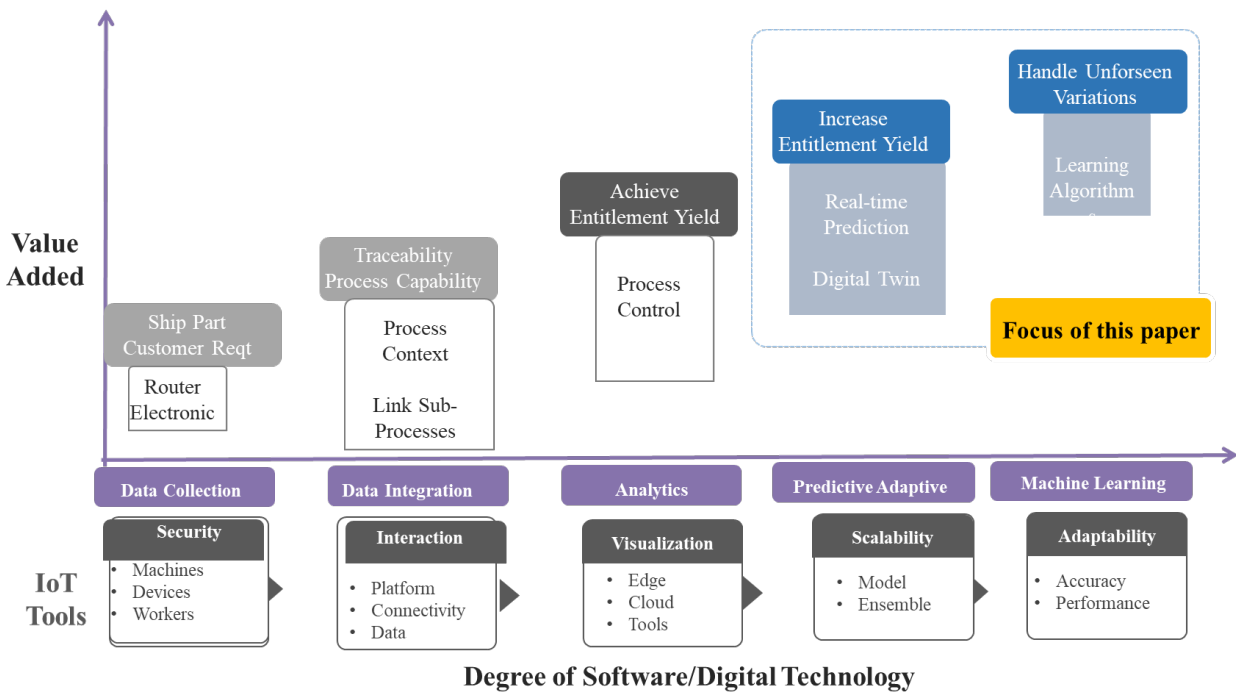 Value
Added
Ship Part
Customer Reqt
Router
Electronic
Traceability
Process Capability
Process
Context
Link Sub-
Processes
Achieve
Entitlement Yield
Process
Control
Increase
Entitlement Yield
Real-time
Prediction
Digital Twin
Handle Unforseen
Variations
Learning
Algorithm
Focus of this paper
Data Collection
Data Integration
Analytics
Predictive Adaptive
Machine Learning
IoT
Tools
Security
• Machines
• Devices
• Workers
Interaction
• Platform
• Connectivity
• Data
Visualization
• Edge
• Cloud
• Tools
Scalability
• Model
• Ensemble
Adaptability
• Accuracy
• Performance
Degree of Software/Digital Technology